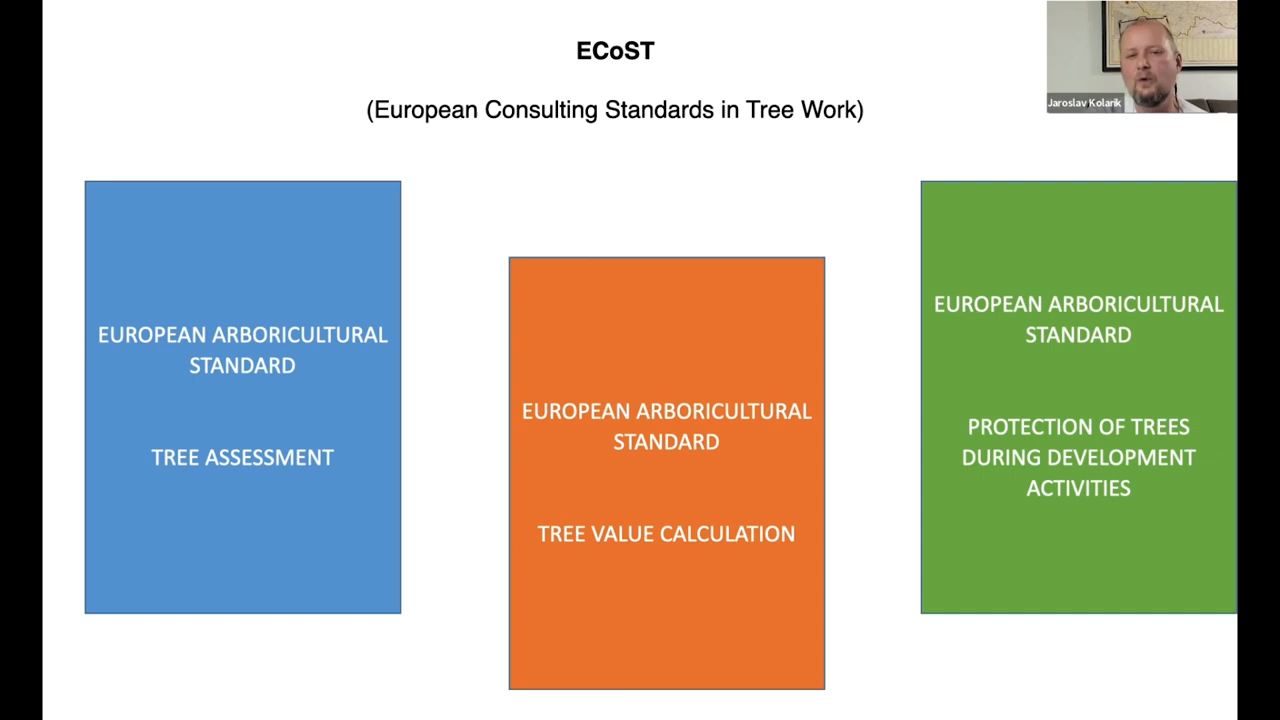 ECoST
(European Consulting Standards in Tree Work)
Jaroslav Kolařík
EUROPEAN ARBORICULTURAL
STANDARD
TREE ASSESSMENT
EUROPEAN ARBORICULTURAL
STANDARD
TREE VALUE CALCULATION
EUROPEAN ARBORICULTURAL
STANDARD
PROTECTION OF TREES
DURING DEVELOPMENT
ACTIVITIES